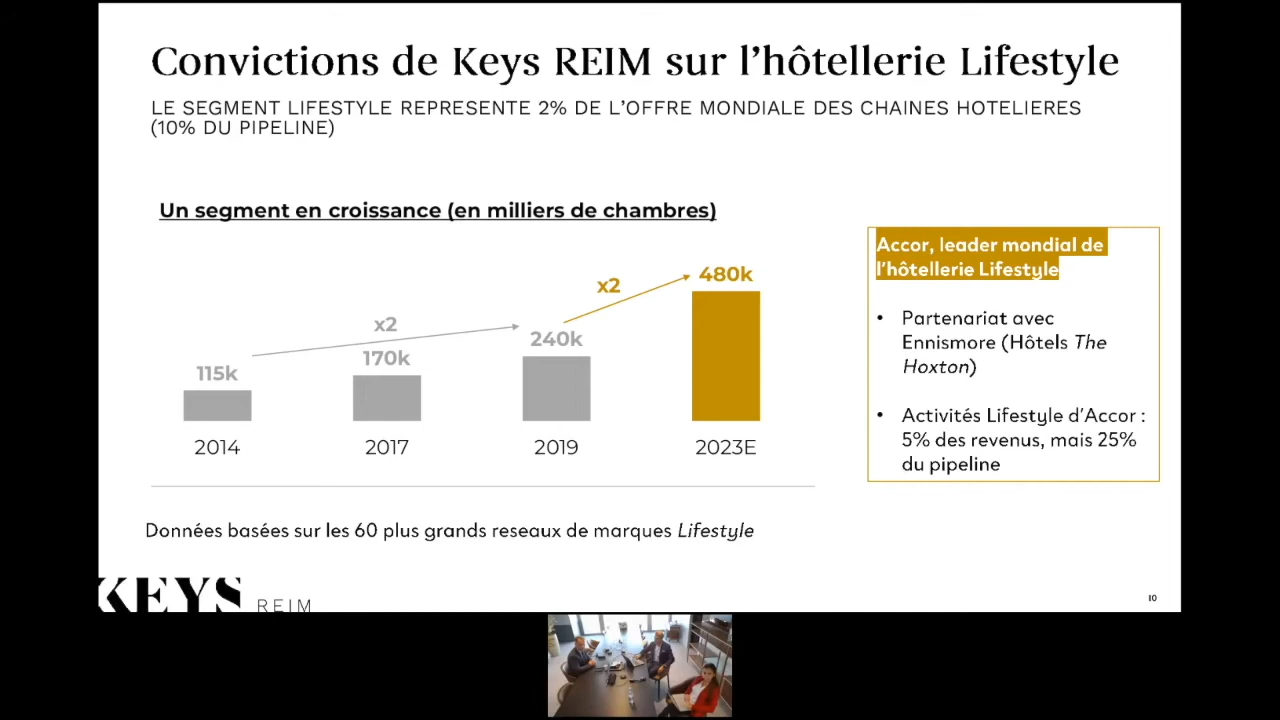 Convictions de Keys REIM sur l’hôtellerie Lifestyle
LE SEGMENT LIFESTYLE REPRESENTE 2% DE L’OFFRE MONDIALE DES CHAINES HOTELIERES
(10% DU PIPELINE)
Un segment en croissance (en milliers de chambres)
115k
x2
170k
240k
x2
480k
2014
2017
2019
2023E
Données basées sur les 60 plus grands reseaux de marques Lifestyle
Accor, leader mondial de
l’hôtellerie Lifestyle
• Partenariat avec
Ennismore (Hôtels The
Hoxton)
• Activités Lifestyle d’Accor :
5% des revenus, mais 25%
du pipeline
KEYS REIM
10